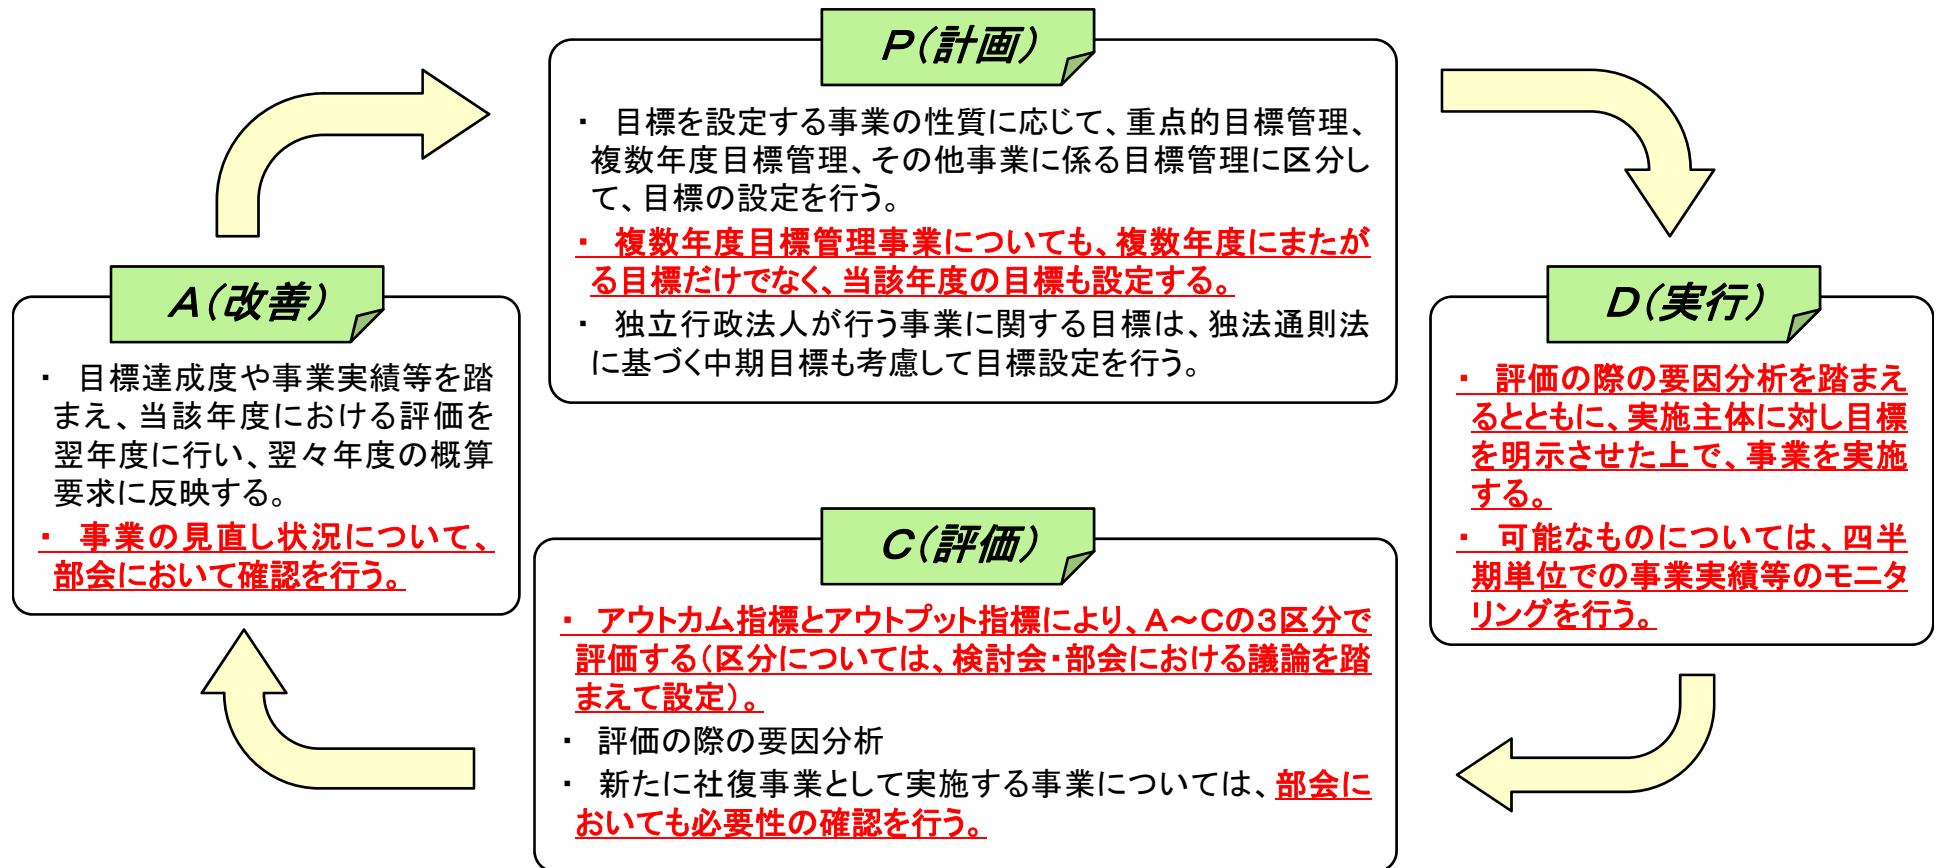 P(計画)
・ 目標を設定する事業の性質に応じて、重点的目標管理、
複数年度目標管理、その他事業に係る目標管理に区分し
て、目標の設定を行う。
・ 複数年度目標管理事業についても、複数年度にまたが
る目標だけでなく、当該年度の目標も設定する。
・ 独立行政法人が行う事業に関する目標は、独法通則法
に基づく中期目標も考慮して目標設定を行う。
D(実行)
・ 評価の際の要因分析を踏まえ
るとともに、実施主体に対し目標
を明示させた上で、事業を実施
する。
・ 可能なものについては、四半
期単位での事業実績等のモニタ
リングを行う。
C(評価)
・ アウトカム指標とアウトプット指標により、A~Cの3区分で
評価する(区分については、検討会・部会における議論を踏
まえて設定)。
・ 評価の際の要因分析
・ 新たに社復事業として実施する事業については、部会に
おいても必要性の確認を行う。
A(改善)
・ 目標達成度や事業実績等を踏
まえ、当該年度における評価を
翌年度に行い、翌々年度の概算
要求に反映する。
・ 事業の見直し状況について、
部会において確認を行う。